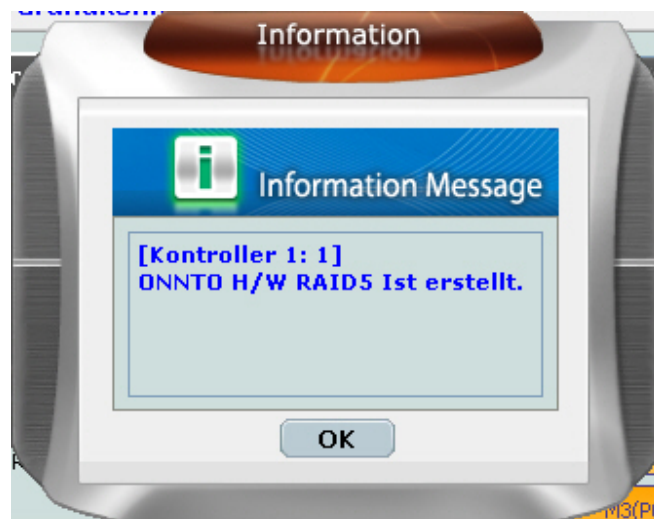 Information
Information Message
[Kontroller 1: 1]
ONNTO H/W RAID5 Ist erstellt.
OK